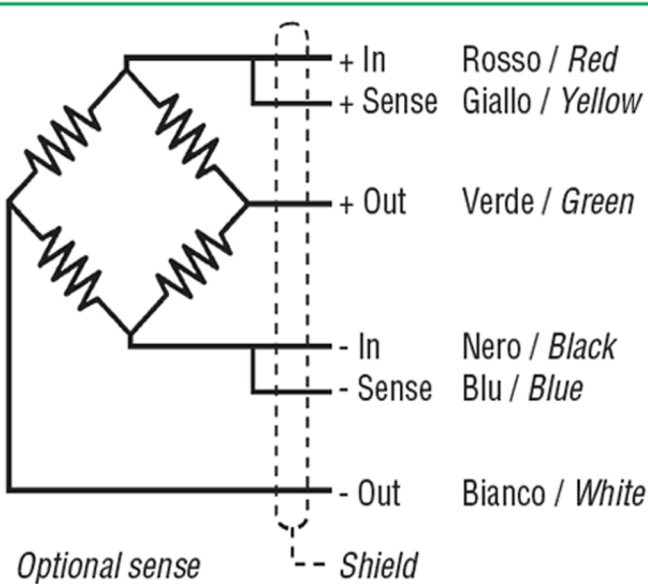 + In Rosso / Red
+ Sense Giallo / Yellow
+ Out Verde / Green
- In Nero / Black
- Sense Blu / Blue
- Out Bianco / White
Optional sense Shield